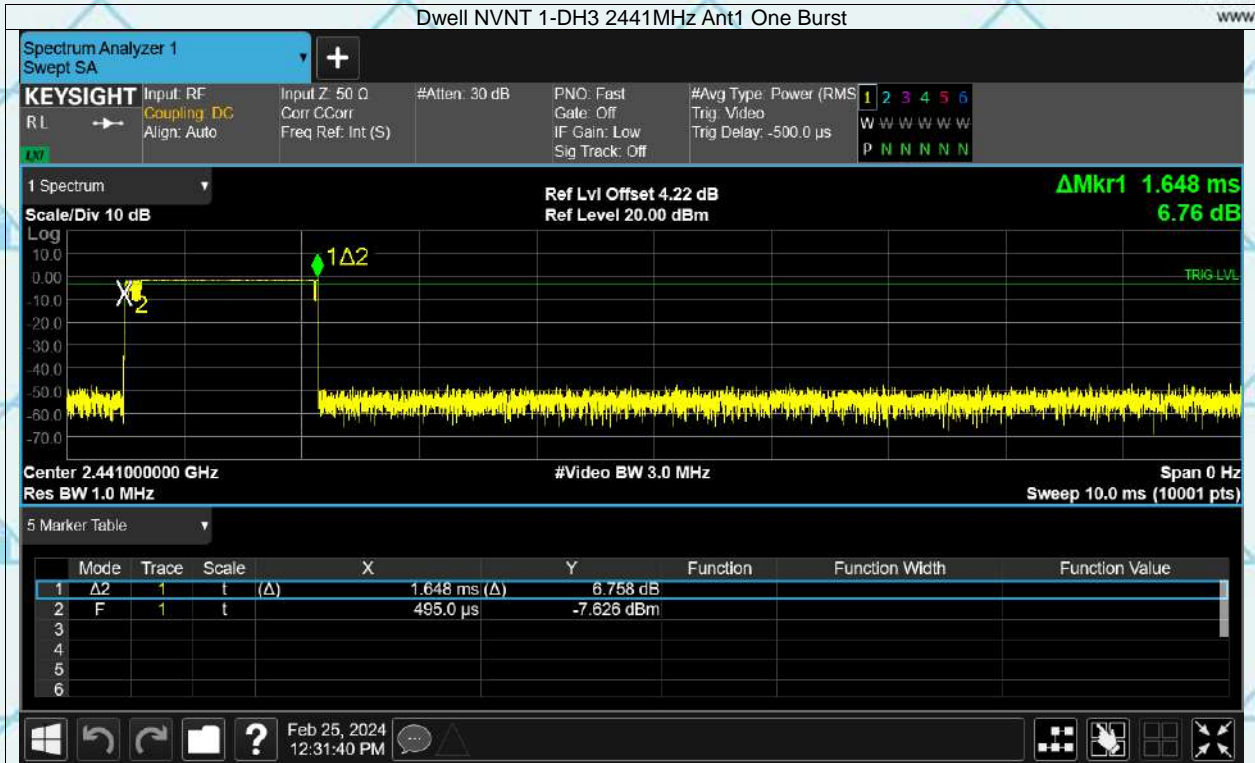 Dwell NVNT 1-DH3 2441MHz Ant1 One Burst
www
Spectrum Analyzer 1
Swept SA
+
KEYSIGHT
RL
LXI
Input: RF
Coupling: DC
Align: Auto
Input Z: 50 Ω
Corr CCorr
Freq Ref: Int (S)
#Atten: 30 dB
PNO: Fast
Gate: Off
IF Gain: Low
Sig Track: Off
#Avg Type: Power (RMS
Trig: Video
Trig Delay: -500.0 µs
1 2 3 4 5 6
W W W W W W
P N N N N N
1 Spectrum
Scale/Div 10 dB
Ref Lvl Offset 4.22 dB
Ref Level 20.00 dBm
ΔMkr1 1.648 ms
6.76 dB
Log
10.0
0.00
-10.0
-20.0
-30.0
-40.0
-50.0
-60.0
-70.0
1Δ2
X2
TRIG LVL
Center 2.441000000 GHz
Res BW 1.0 MHz
#Video BW 3.0 MHz
Span 0 Hz
Sweep 10.0 ms (10001 pts)
5 Marker Table
Mode Trace Scale X Y Function Function Width Function Value
1 Δ2 1 t (Δ) 1.648 ms (Δ) 6.758 dB
2 F 1 t 495.0 µs -7.626 dBm
3
4
5
6
?
Feb 25, 2024
12:31:40 PM